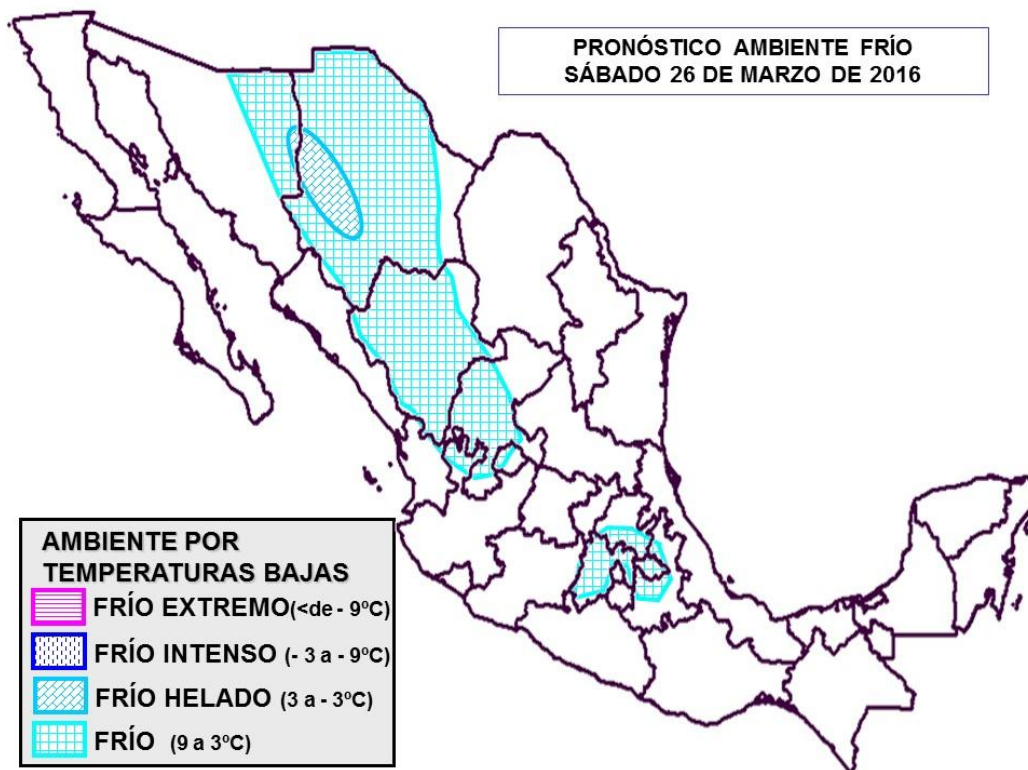 PRONÓSTICO AMBIENTE FRÍO
SÁBADO 26 DE MARZO DE 2016
AMBIENTE POR
TEMPERATURAS BAJAS
FRÍO EXTREMO(<de - 9ºC)
FRÍO INTENSO (- 3 a - 9ºC)
FRÍO HELADO (3 a - 3ºC)
FRÍO (9 a 3ºC)